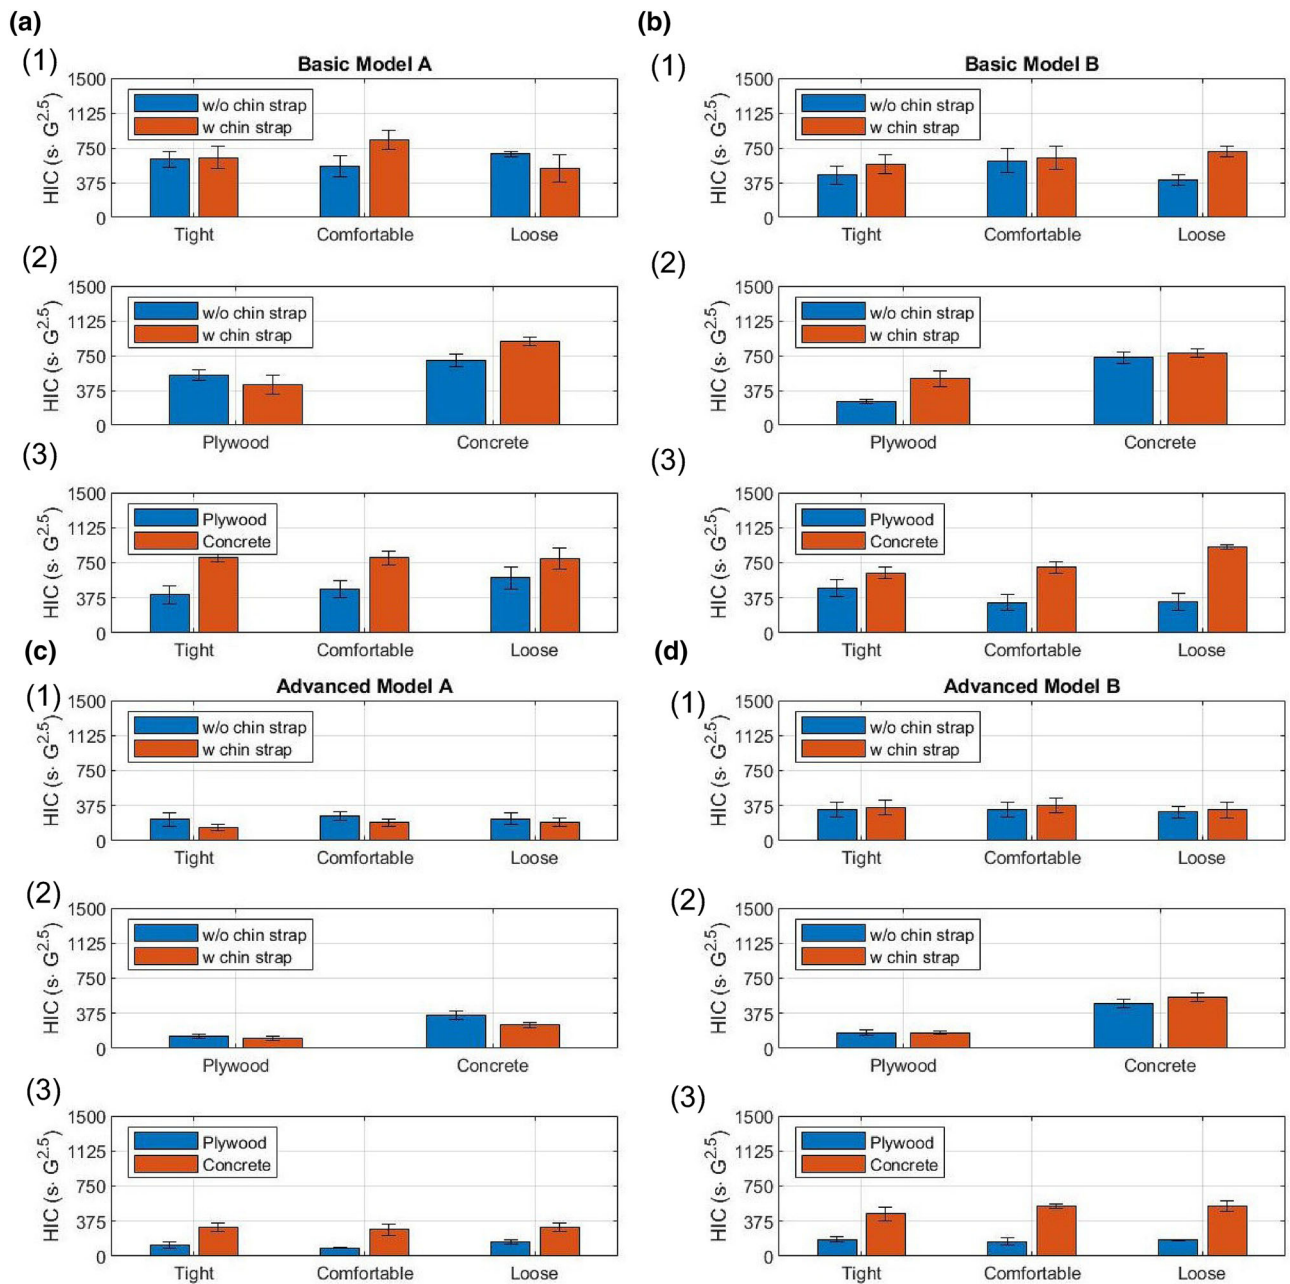 (a)
(1)
Basic Model A
HIC (s· G^2.5)
1500
1125
750
375
0
w/o chin strap
w chin strap
Tight Comfortable Loose
(2)
HIC (s· G^2.5)
1500
1125
750
375
0
w/o chin strap
w chin strap
Plywood Concrete
(3)
HIC (s· G^2.5)
1500
1125
750
375
0
Plywood
Concrete
Tight Comfortable Loose
(b)
(1)
Basic Model B
HIC (s· G^2.5)
1500
1125
750
375
0
w/o chin strap
w chin strap
Tight Comfortable Loose
(2)
HIC (s· G^2.5)
1500
1125
750
375
0
w/o chin strap
w chin strap
Plywood Concrete
(3)
HIC (s· G^2.5)
1500
1125
750
375
0
Plywood
Concrete
Tight Comfortable Loose
(c)
(1)
Advanced Model A
HIC (s· G^2.5)
1500
1125
750
375
0
w/o chin strap
w chin strap
Tight Comfortable Loose
(2)
HIC (s· G^2.5)
1500
1125
750
375
0
w/o chin strap
w chin strap
Plywood Concrete
(3)
HIC (s· G^2.5)
1500
1125
750
375
0
Plywood
Concrete
Tight Comfortable Loose
(d)
(1)
Advanced Model B
HIC (s· G^2.5)
1500
1125
750
375
0
w/o chin strap
w chin strap
Tight Comfortable Loose
(2)
HIC (s· G^2.5)
1500
1125
750
375
0
w/o chin strap
w chin strap
Plywood Concrete
(3)
HIC (s· G^2.5)
1500
1125
750
375
0
Plywood
Concrete
Tight Comfortable Loose